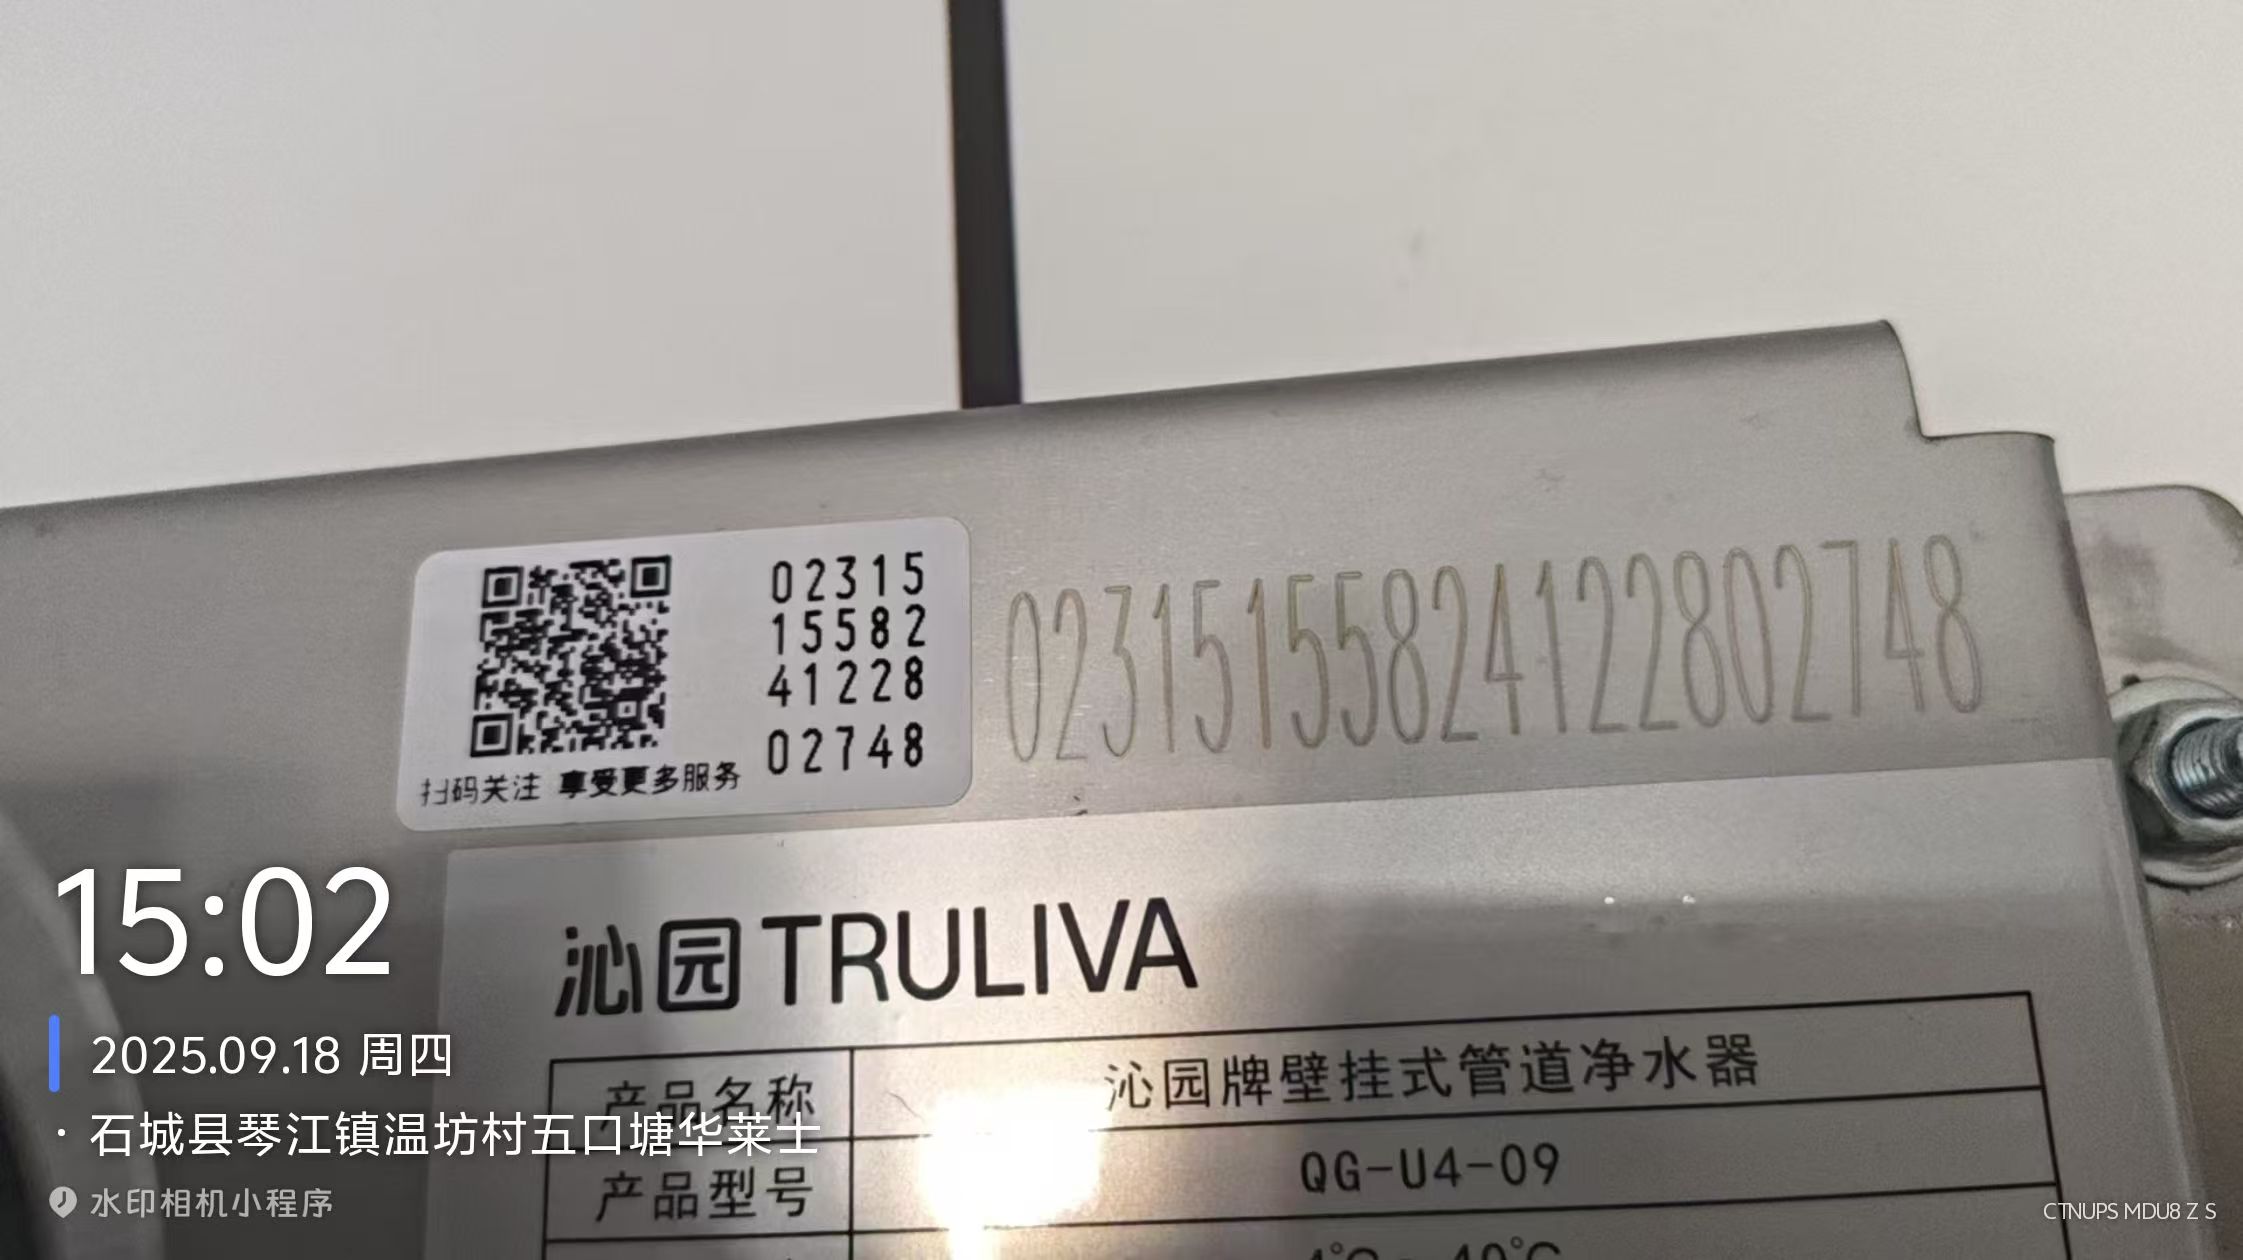 02315
15582
41228
02748
扫码关注 享受更多服务
02315155824122802748
沁园 TRULIVA
产品名称 沁园牌壁挂式管道净水器
产品型号 QG-U4-09
15:02
2025.09.18 周四
· 石城县琴江镇温坊村五口塘华莱士
水印相机小程序
CTNUPS MDU8 Z S